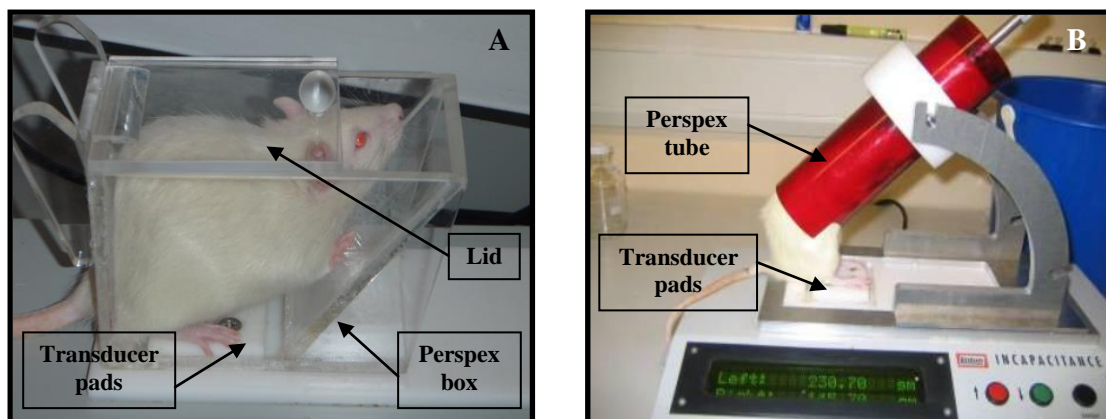 A
Lid
Transducer
pads
Perspex
box
B
Perspex
tube
Transducer
pads
INCAPACITANCE
Left: 230.70 gm